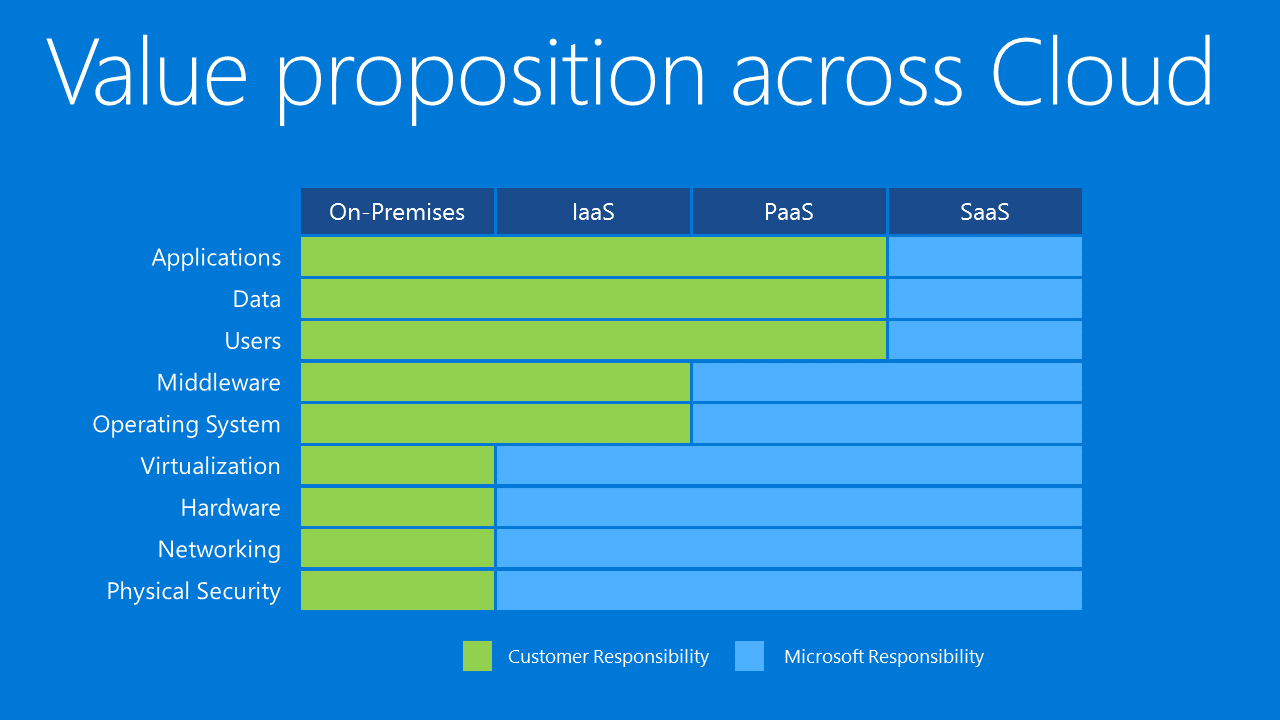 Value proposition across Cloud
On-Premises IaaS PaaS SaaS
Applications
Data
Users
Middleware
Operating System
Virtualization
Hardware
Networking
Physical Security
Customer Responsibility Microsoft Responsibility